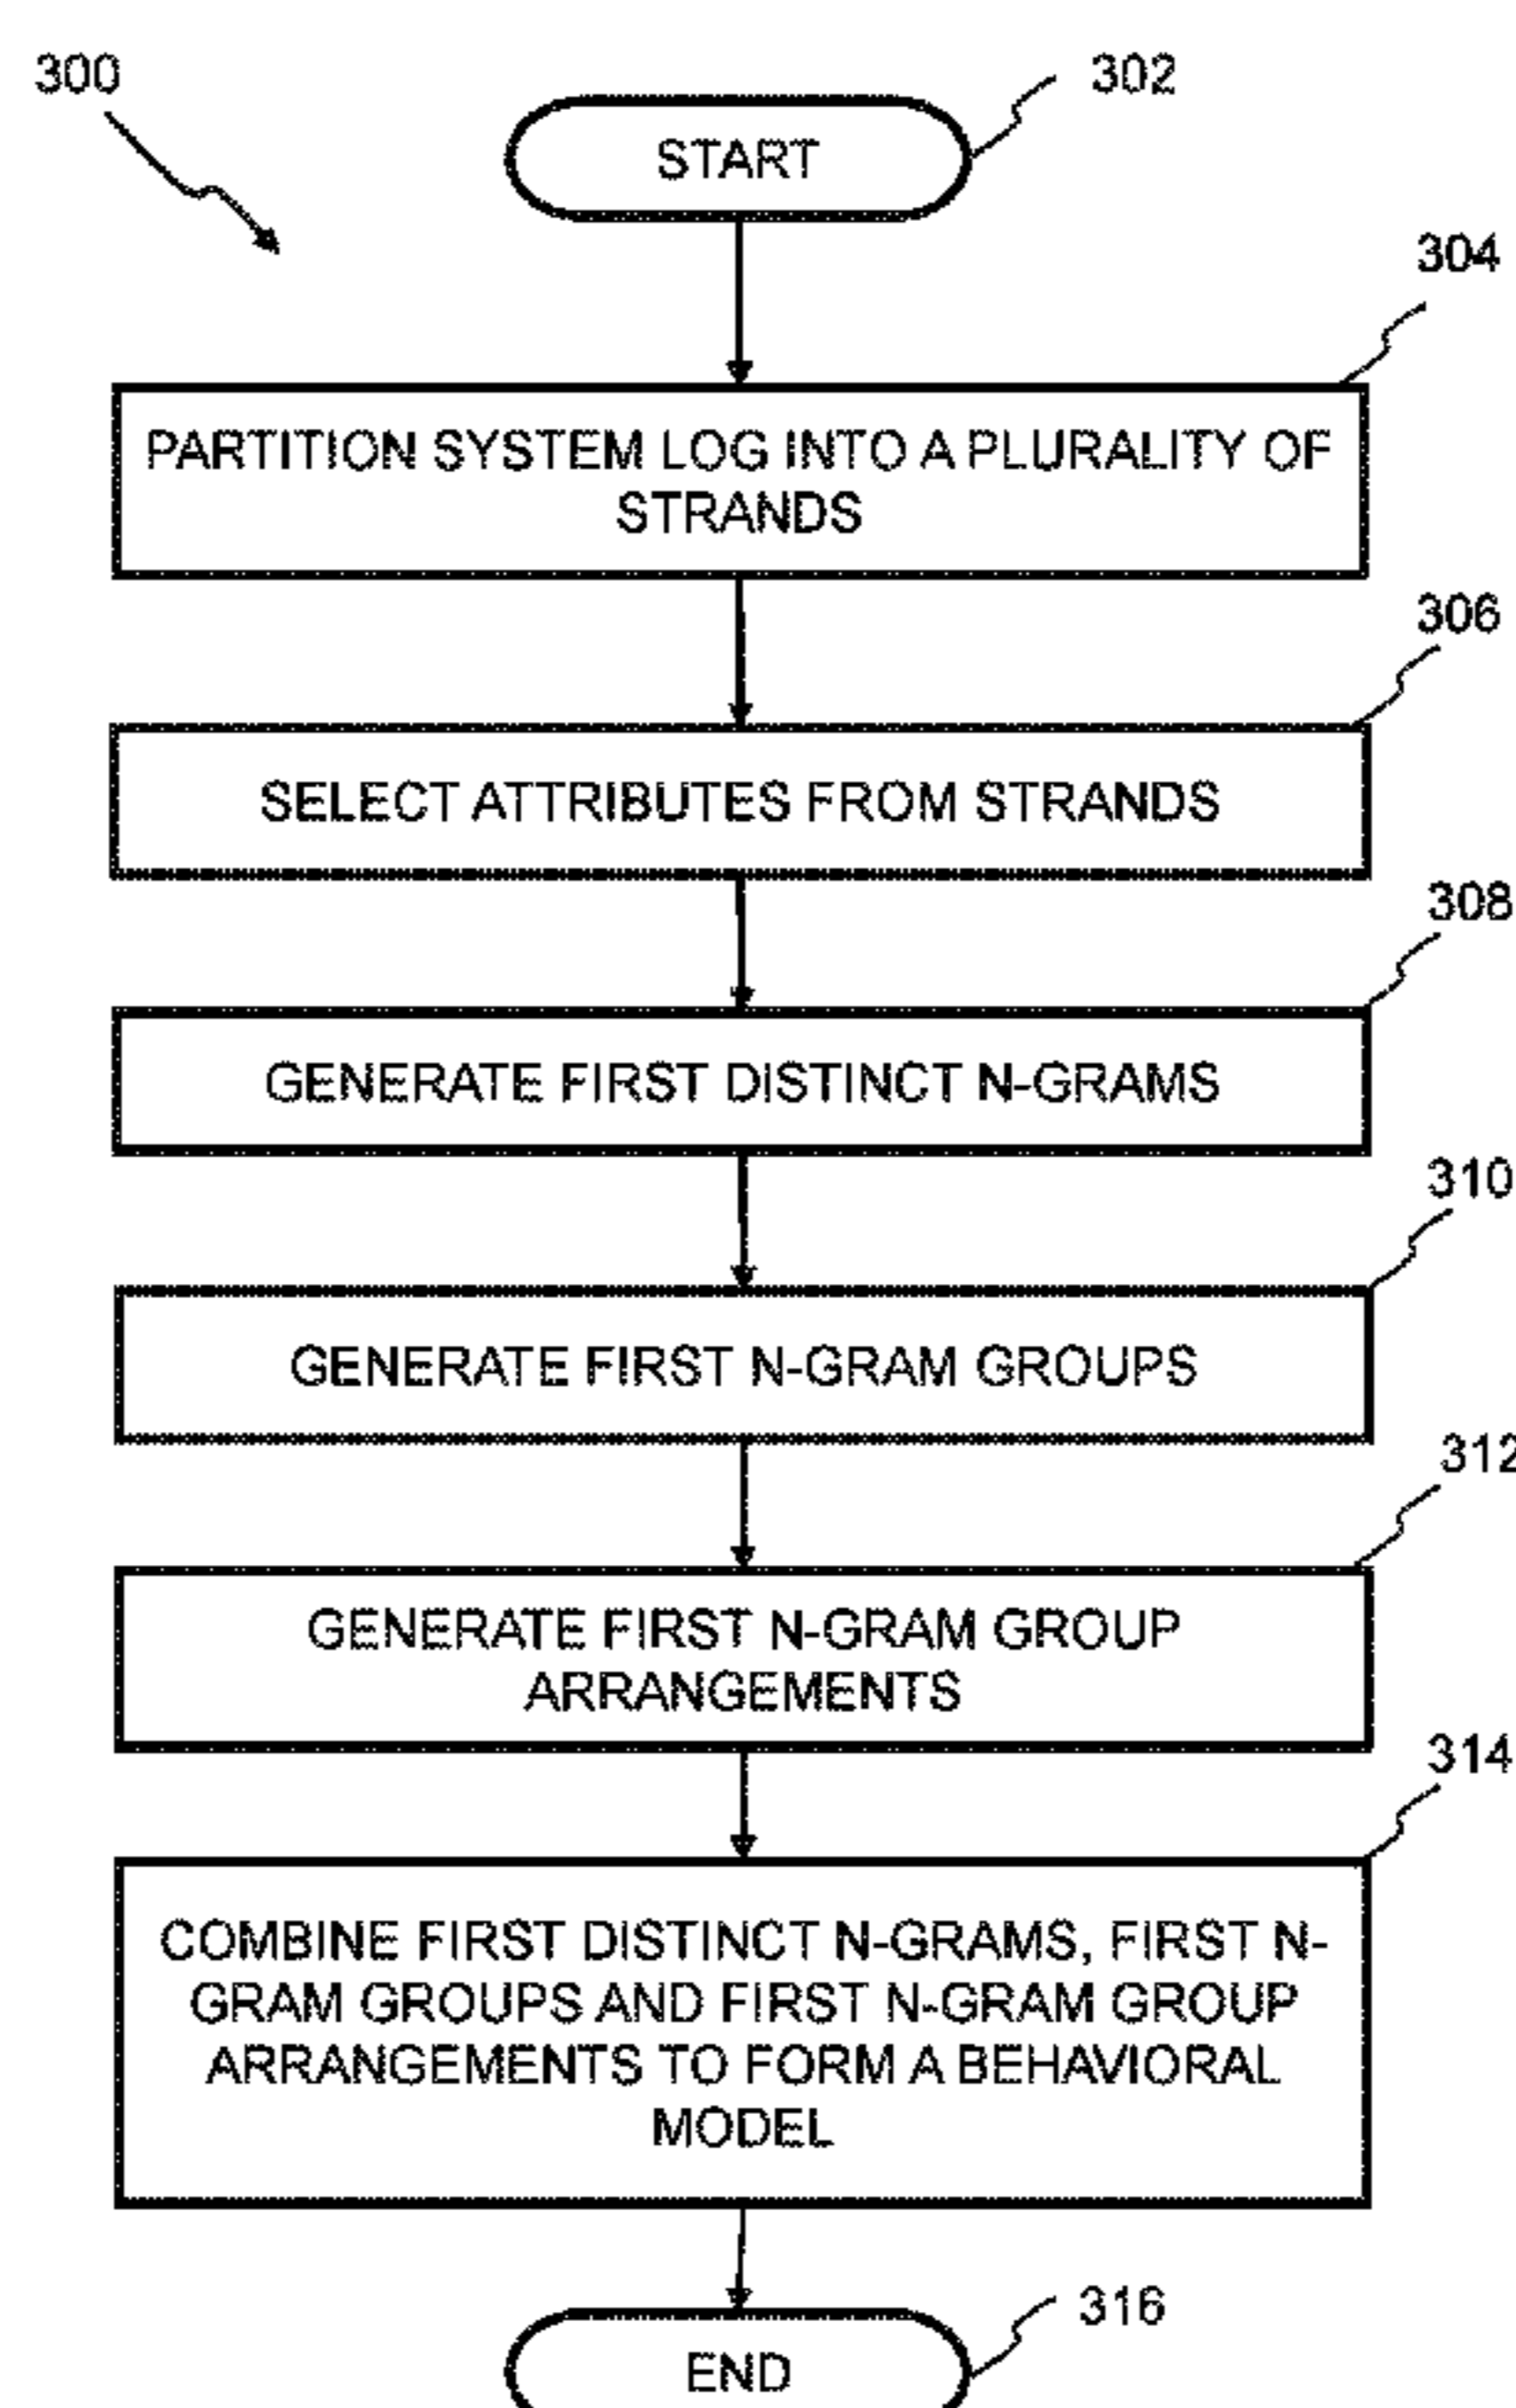 300
302
START
304
PARTITION SYSTEM LOG INTO A PLURALITY OF
STRANDS
306
SELECT ATTRIBUTES FROM STRANDS
308
GENERATE FIRST DISTINCT N-GRAMS
310
GENERATE FIRST N-GRAM GROUPS
312
GENERATE FIRST N-GRAM GROUP
ARRANGEMENTS
314
COMBINE FIRST DISTINCT N-GRAMS, FIRST N-
GRAM GROUPS AND FIRST N-GRAM GROUP
ARRANGEMENTS TO FORM A BEHAVIORAL
MODEL
316
END